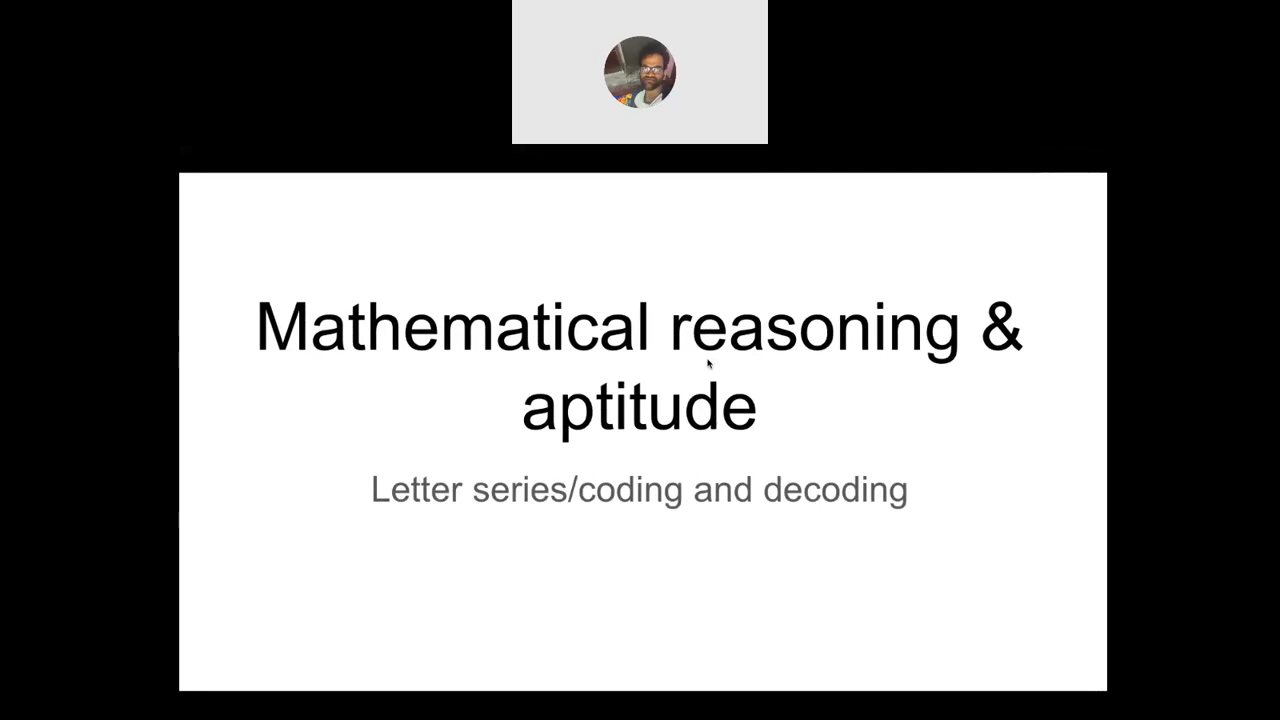 Mathematical reasoning &
aptitude
Letter series/coding and decoding